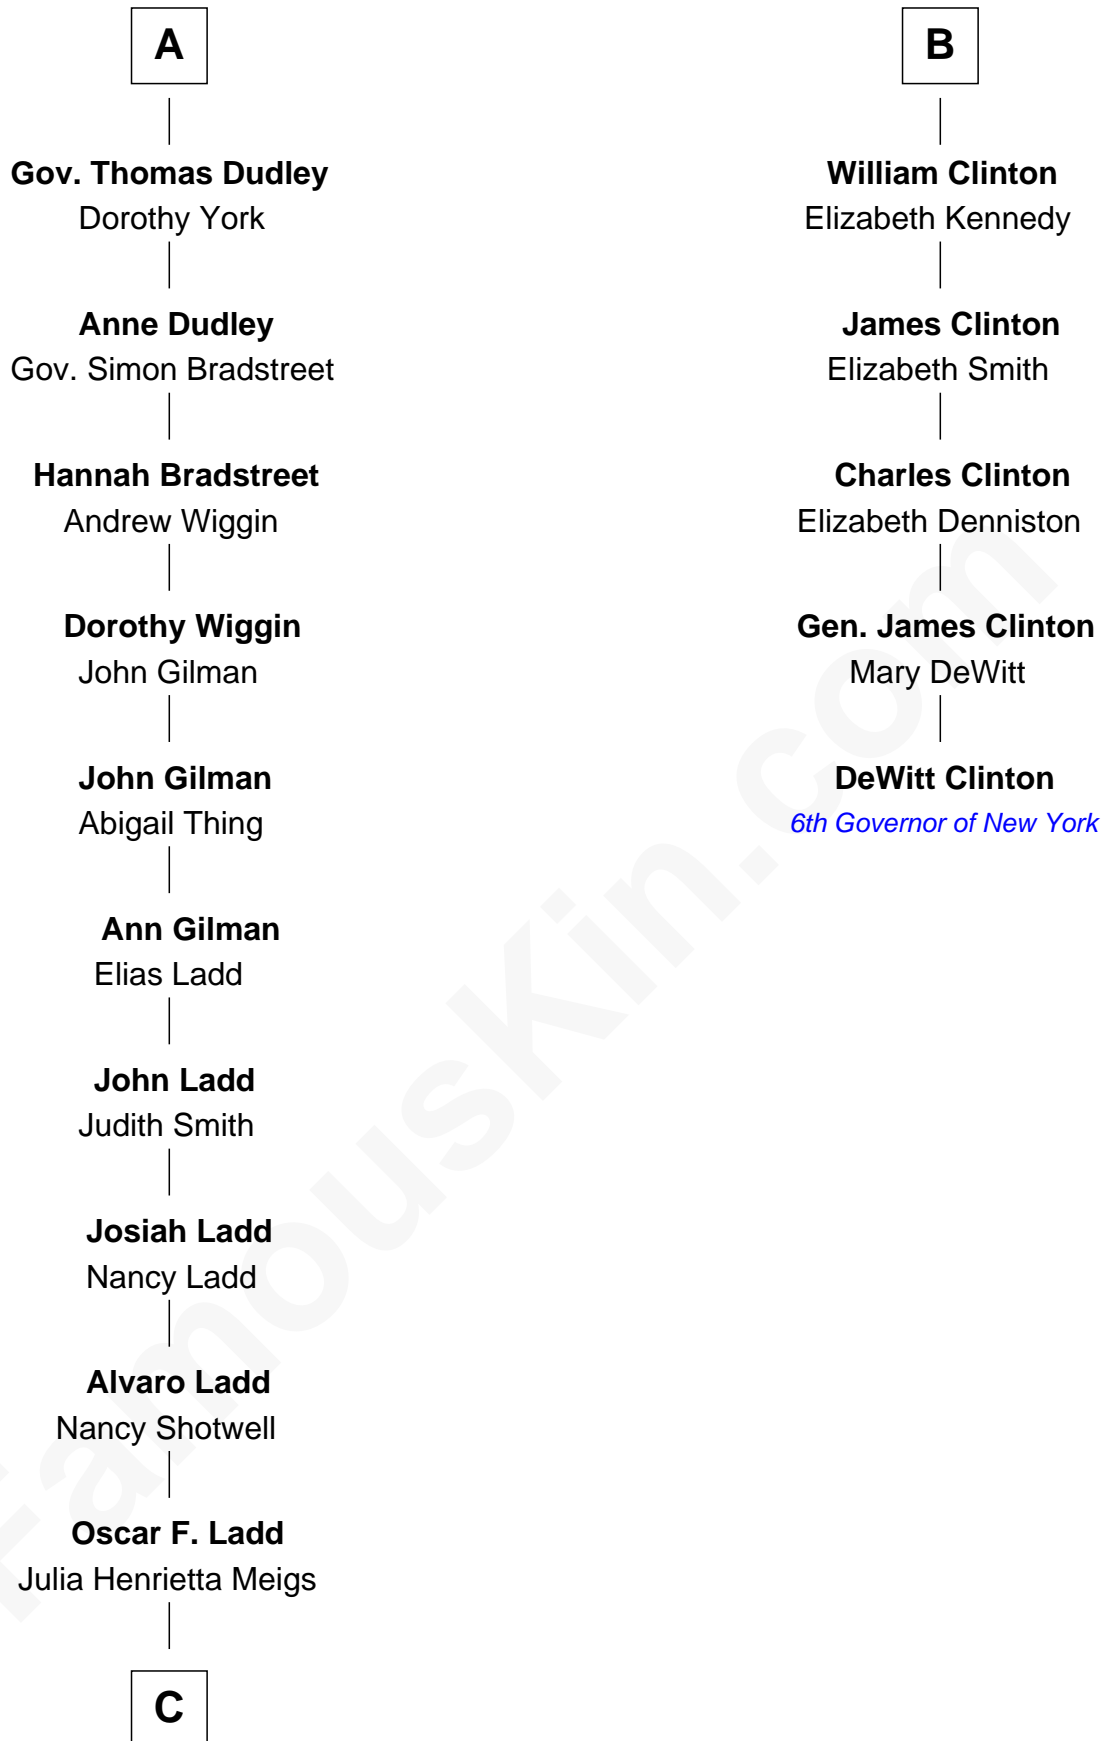 A
Gov. Thomas Dudley
Dorothy York
Anne Dudley
Gov. Simon Bradstreet
Hannah Bradstreet
Andrew Wiggin
Dorothy Wiggin
John Gilman
John Gilman
Abigail Thing
Ann Gilman
Elias Ladd
John Ladd
Judith Smith
Josiah Ladd
Nancy Ladd
Alvaro Ladd
Nancy Shotwell
Oscar F. Ladd
Julia Henrietta Meigs
C
B
William Clinton
Elizabeth Kennedy
James Clinton
Elizabeth Smith
Charles Clinton
Elizabeth Denniston
Gen. James Clinton
Mary DeWitt
DeWitt Clinton
6th Governor of New York
FamousKin.com